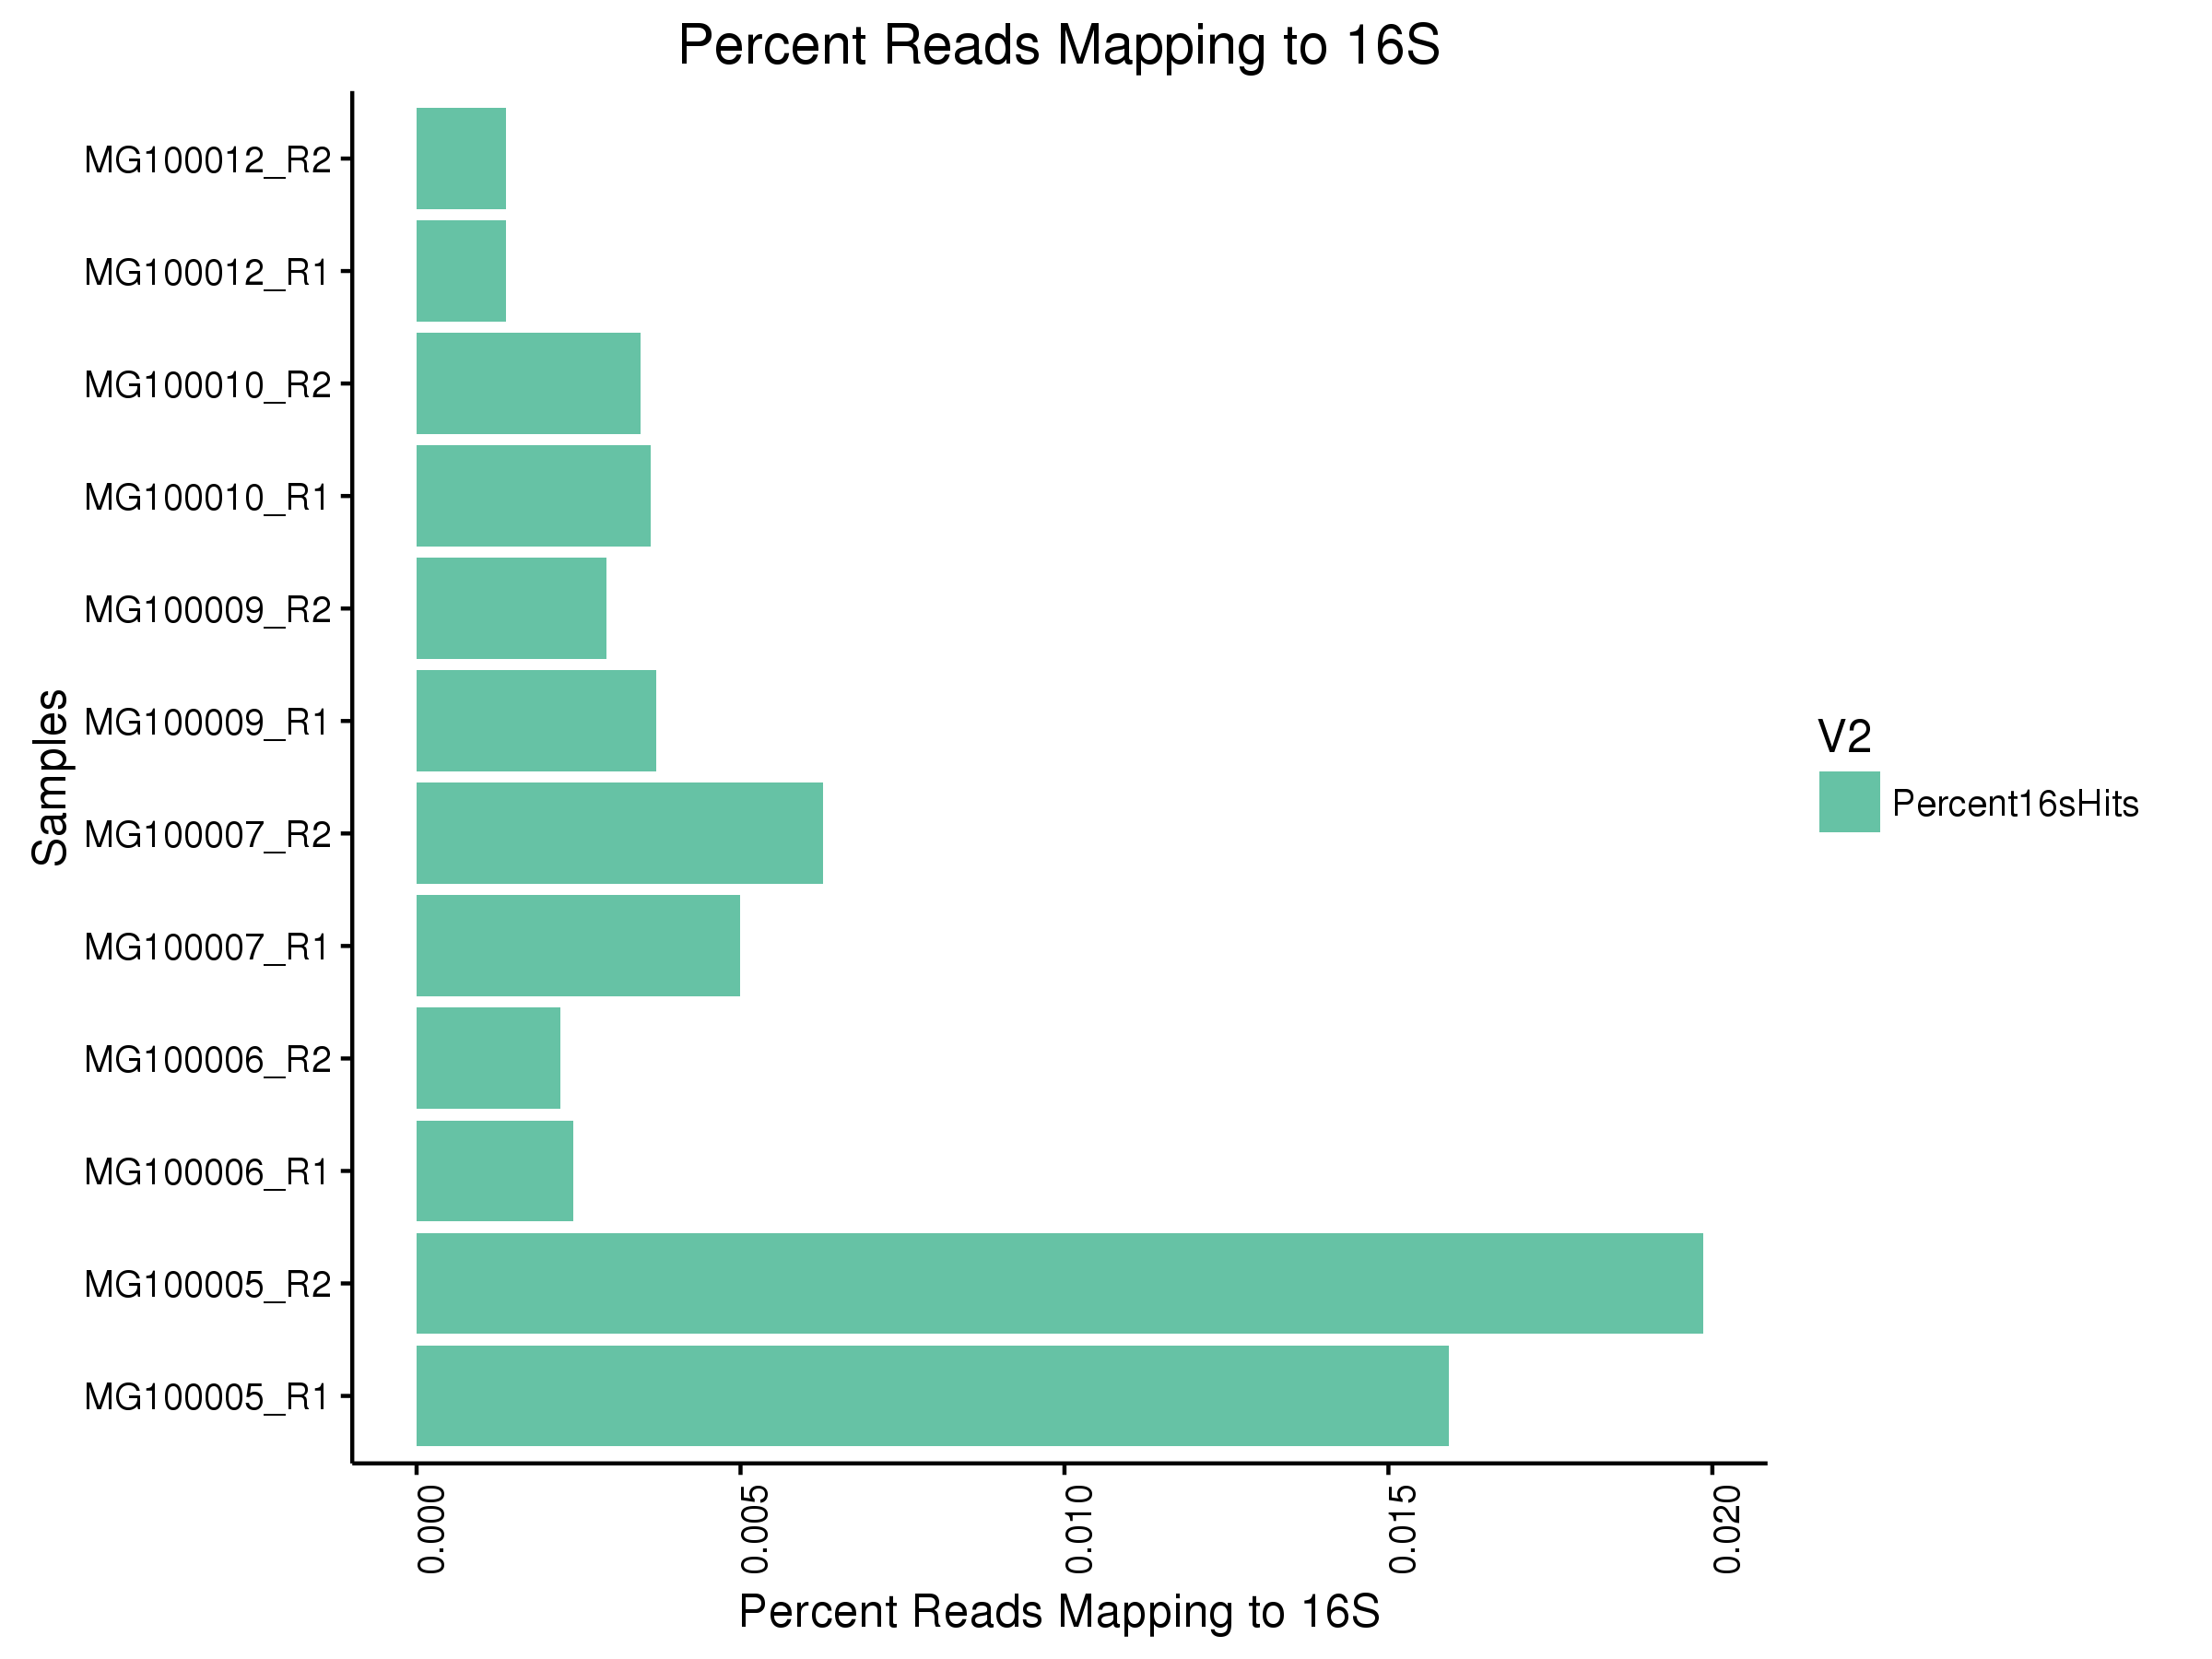 Percent Reads Mapping to 16S
MG100012_R2
MG100012_R1
MG100010_R2
MG100010_R1
MG100009_R2
MG100009_R1
MG100007_R2
MG100007_R1
MG100006_R2
MG100006_R1
MG100005_R2
MG100005_R1
Samples
0.000
0.005
0.010
0.015
0.020
Percent Reads Mapping to 16S
V2
Percent16sHits